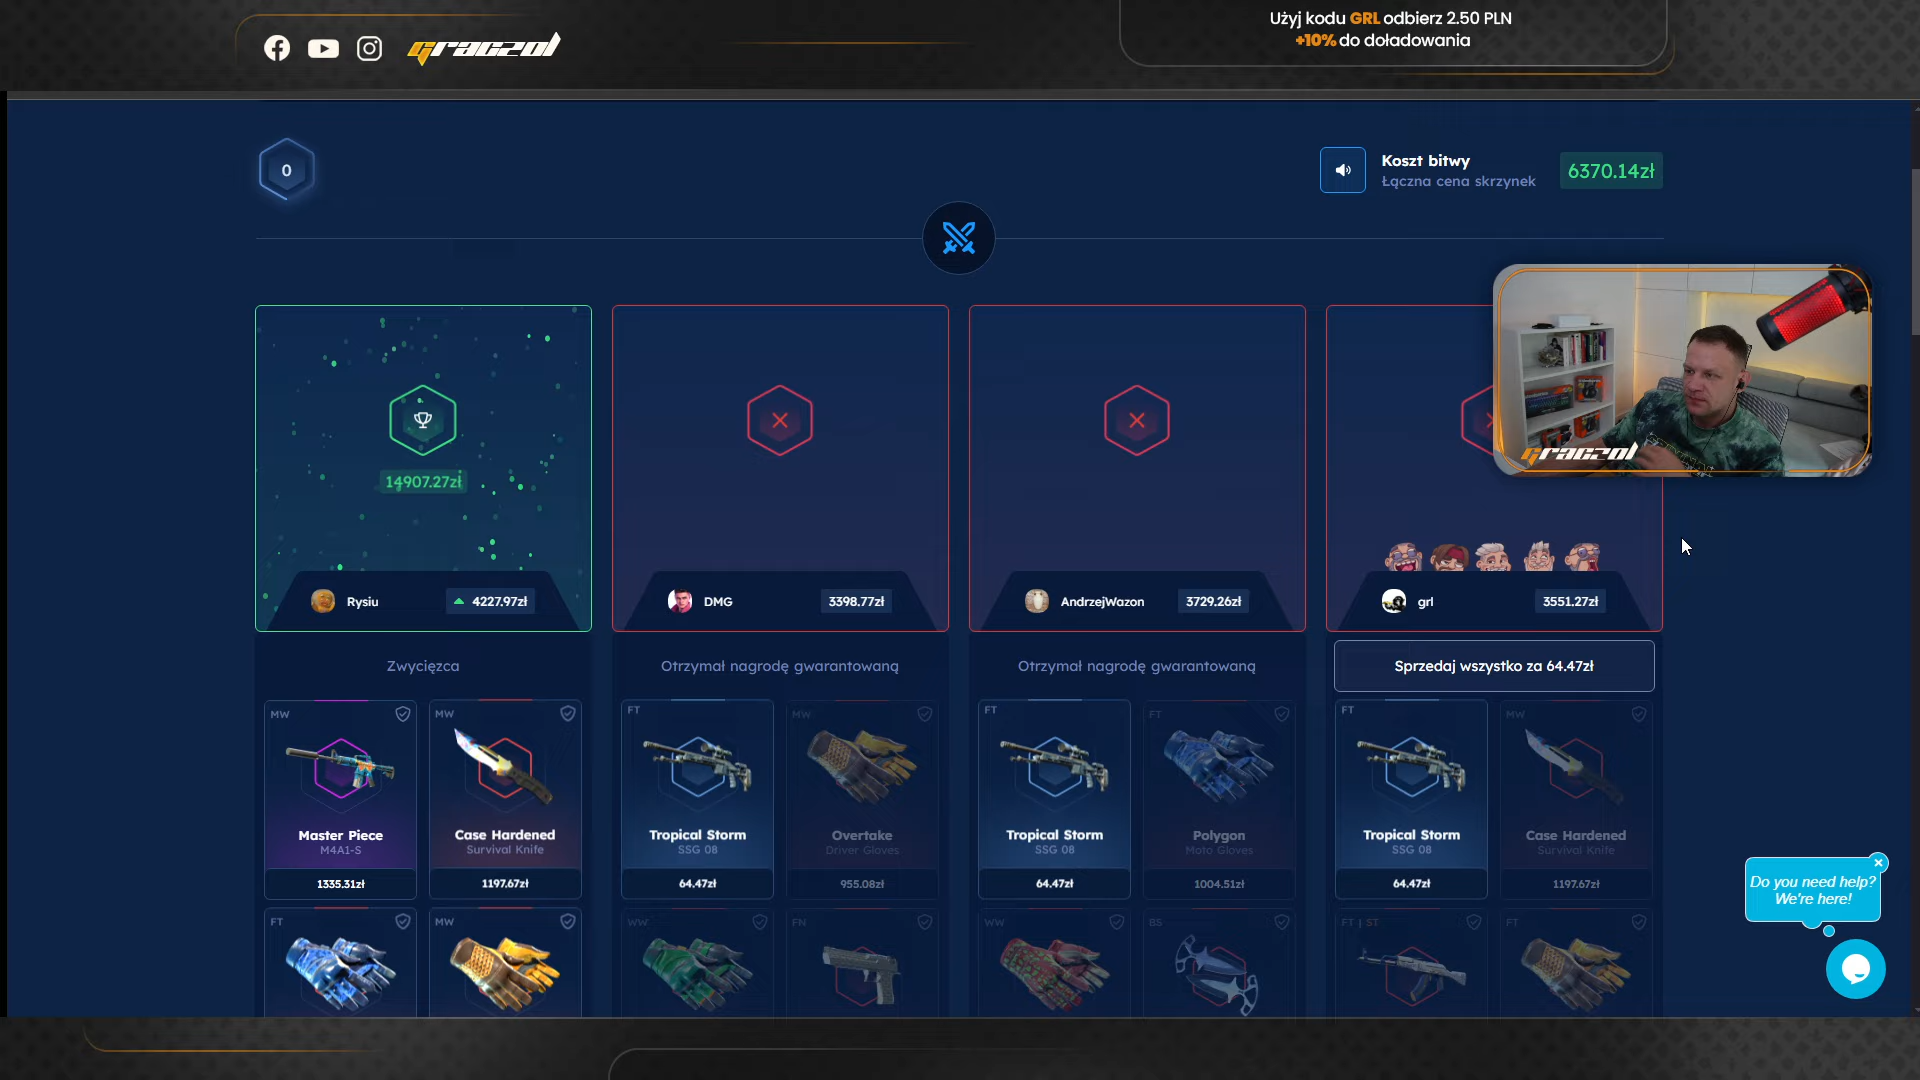 graczol
Użyj kodu GRL odbierz 2.50 PLN
+10% do doładowania
0
Koszt bitwy
Łączna cena skrzynek
6370.14zł
14907.27zł
graczol
Rysiu
4227.97zł
DMG
3398.77zł
AndrzejWazon
3729.26zł
grl
3551.27zł
Zwycięzca
Otrzymał nagrodę gwarantowaną
Otrzymał nagrodę gwarantowaną
Sprzedaj wszystko za 64.47zł
MW
Master Piece
M4A1-S
1335.31zł
MW
Case Hardened
Survival Knife
1197.67zł
FT
Tropical Storm
SSG 08
64.47zł
MW
Overtake
Driver Gloves
955.08zł
FT
Tropical Storm
SSG 08
64.47zł
FT
Polygon
Moto Gloves
1004.51zł
FT
Tropical Storm
SSG 08
64.47zł
MW
Case Hardened
Survival Knife
1197.67zł
FT
MW
WW
FN
WW
BS
FT | ST
FT
Do you need help?
We're here!